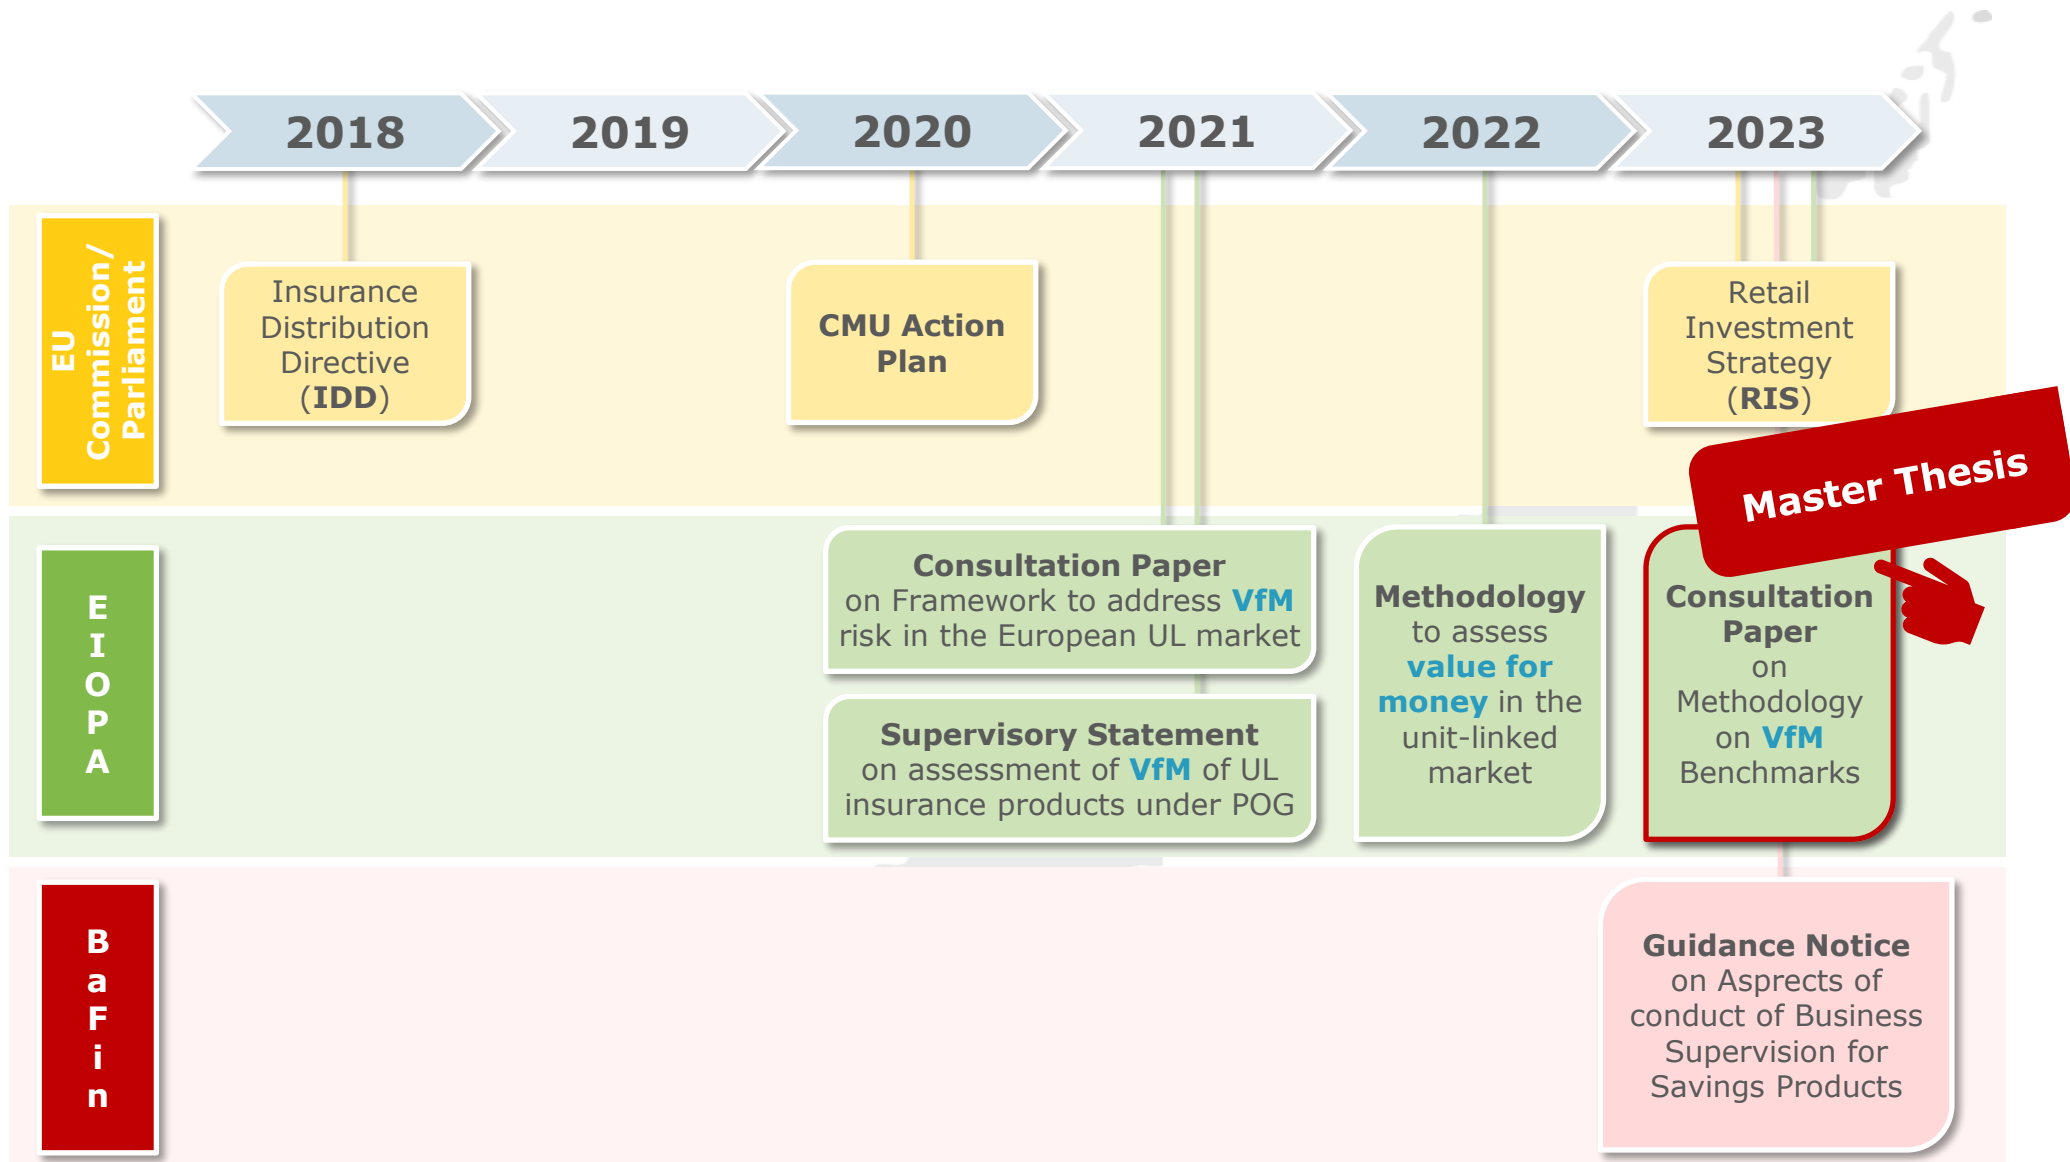 2018
2019
2020
2021
2022
2023
EU
Commission/
Parliament
Insurance
Distribution
Directive
(IDD)
CMU Action
Plan
Retail
Investment
Strategy
(RIS)
Master Thesis
EIOPA
Consultation Paper
on Framework to address VfM
risk in the European UL market
Supervisory Statement
on assessment of VfM of UL
insurance products under POG
Methodology
to assess
value for
money in the
unit-linked
market
Consultation
Paper
on
Methodology
on VfM
Benchmarks
BaFin
Guidance Notice
on Asprects of
conduct of Business
Supervision for
Savings Products